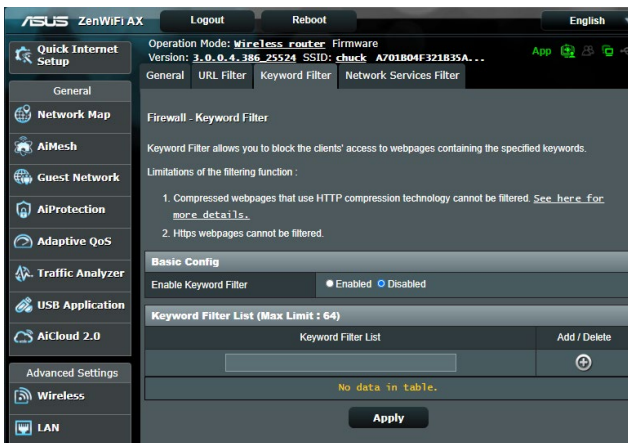 ASUS ZenWiFi AX
Logout
Reboot
English
Quick Internet
Setup
Operation Mode: Wireless router Firmware
Version: 3.0.0.4.386_25524 SSID: chuck A701B04F321B35A...
App
General URL Filter Keyword Filter Network Services Filter
General
Network Map
AiMesh
Guest Network
AiProtection
Adaptive QoS
Traffic Analyzer
USB Application
AiCloud 2.0
Advanced Settings
Wireless
LAN
Firewall - Keyword Filter
Keyword Filter allows you to block the clients' access to webpages containing the specified keywords.
Limitations of the filtering function :
1. Compressed webpages that use HTTP compression technology cannot be filtered. See here for
more details.
2. Https webpages cannot be filtered.
Basic Config
Enable Keyword Filter
Enabled Disabled
Keyword Filter List (Max Limit : 64)
Keyword Filter List
Add / Delete
No data in table.
Apply